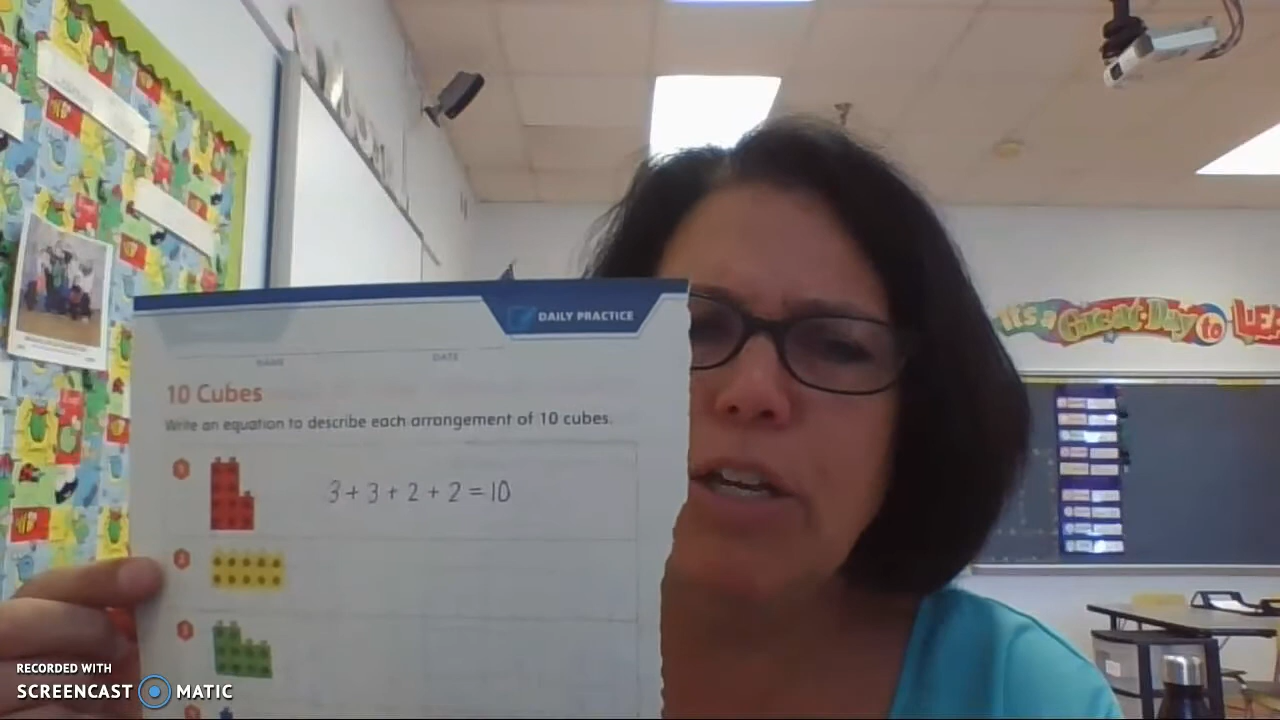 It's a Great Day to
DAILY PRACTICE
NAME
DATE
10 Cubes
Write an equation to describe each arrangement of 10 cubes.
1
3 + 3 + 2 + 2 = 10
2
3
RECORDED WITH
SCREENCAST MATIC